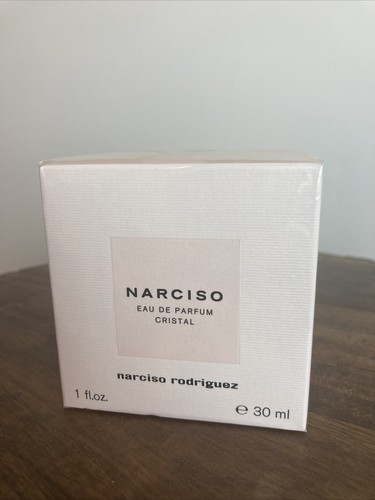 NARCISO
EAU DE PARFUM
CRISTAL
narciso rodriguez
1 fl.oz.
℮ 30 ml